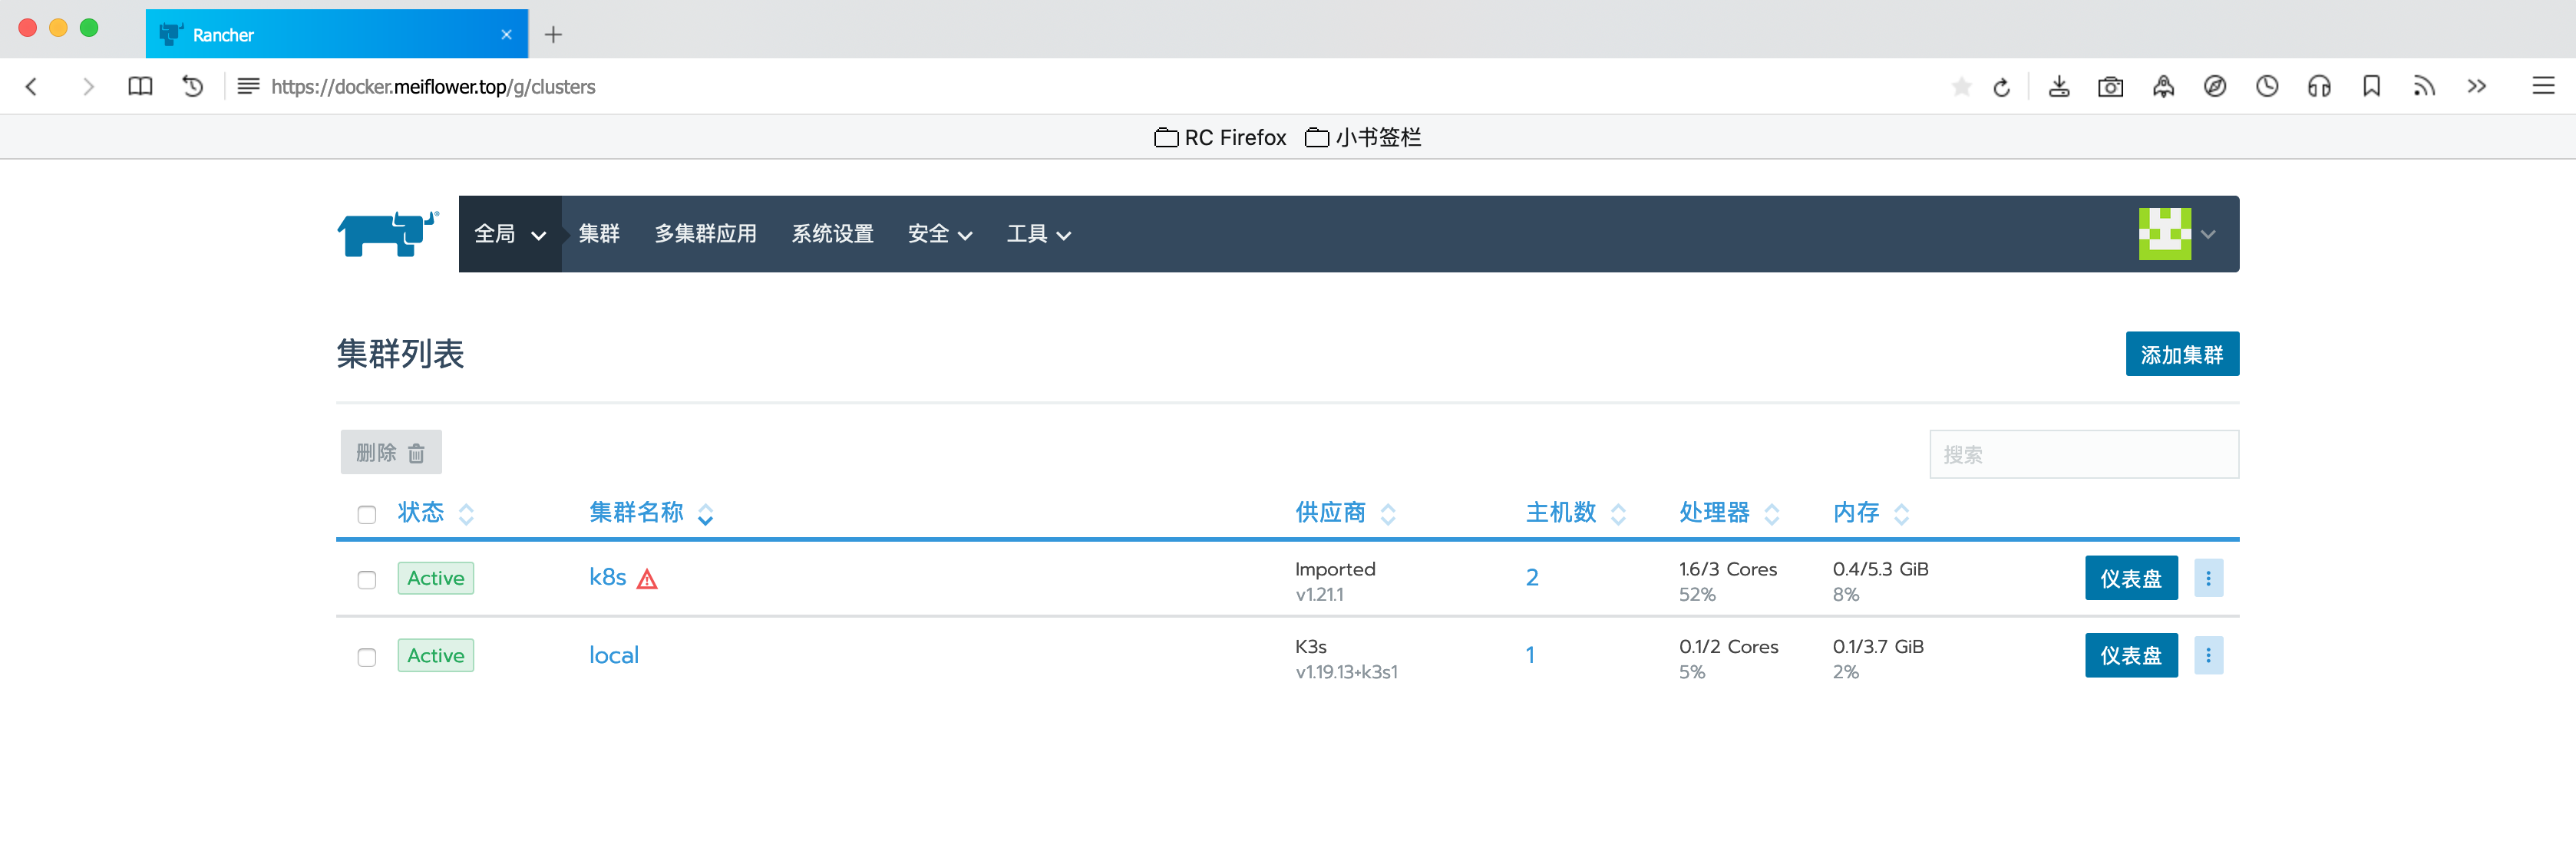 Rancher
https://docker.meiflower.top/g/clusters
RC Firefox 小书签栏
全局 集群 多集群应用 系统设置 安全 工具
集群列表 添加集群
删除 搜索
状态 集群名称 供应商 主机数 处理器 内存
Active k8s Imported 2 1.6/3 Cores 0.4/5.3 GiB 仪表盘
v1.21.1 52% 8%
Active local K3s 1 0.1/2 Cores 0.1/3.7 GiB 仪表盘
v1.19.13+k3s1 5% 2%